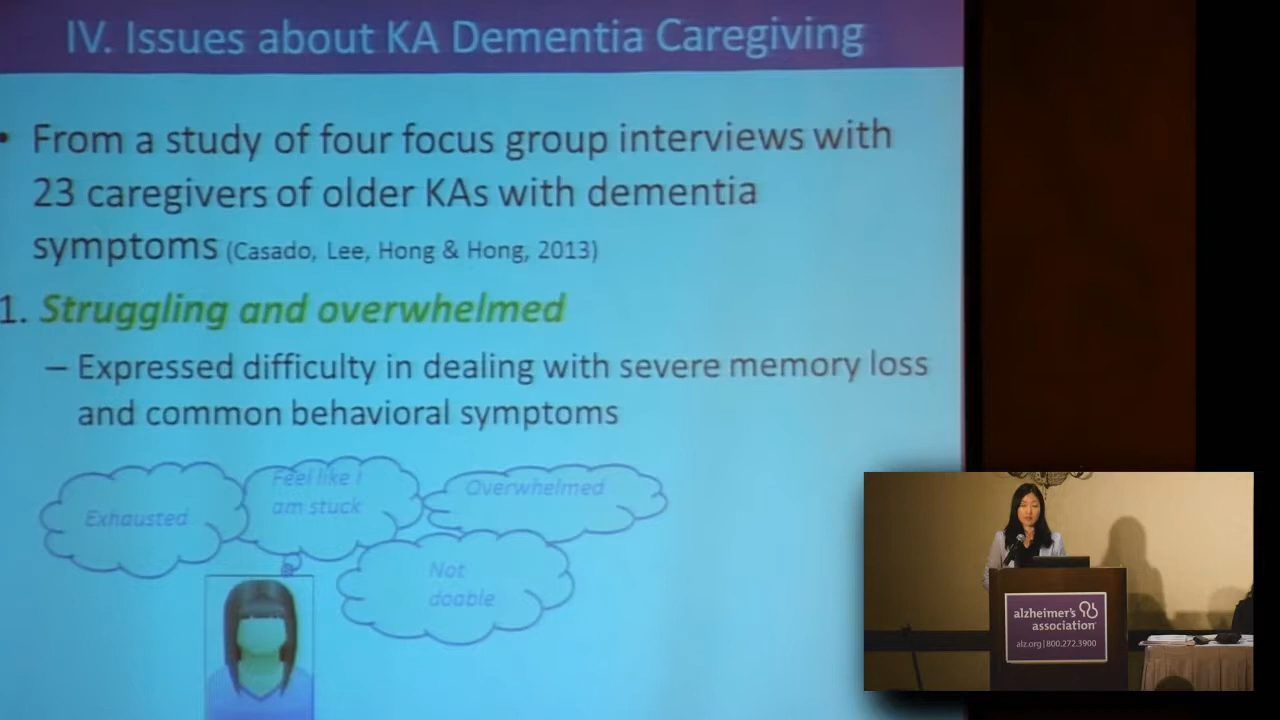 IV. Issues about KA Dementia Caregiving
• From a study of four focus group interviews with
23 caregivers of older KAs with dementia
symptoms (Casado, Lee, Hong & Hong, 2013)
1. Struggling and overwhelmed
– Expressed difficulty in dealing with severe memory loss
and common behavioral symptoms
Exhausted
Feel like I
am stuck
Overwhelmed
Not
doable
alzheimer's
association
alz.org | 800.272.3900